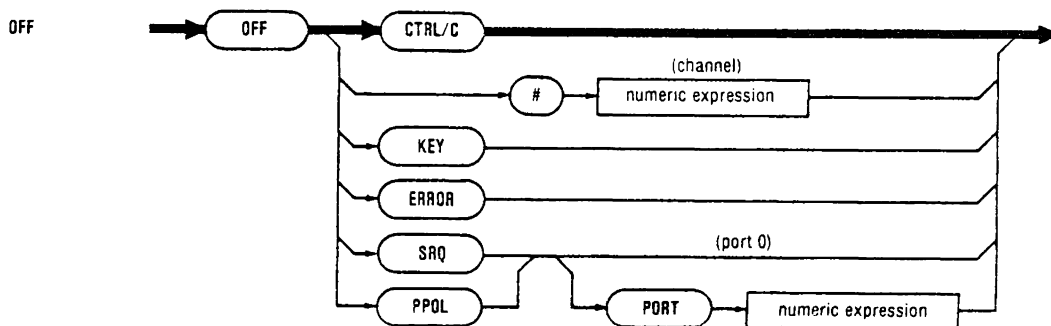 OFF
OFF CTRL/C
(channel)
# numeric expression
KEY
ERROR
SRQ (port 0)
PPOL PORT numeric expression